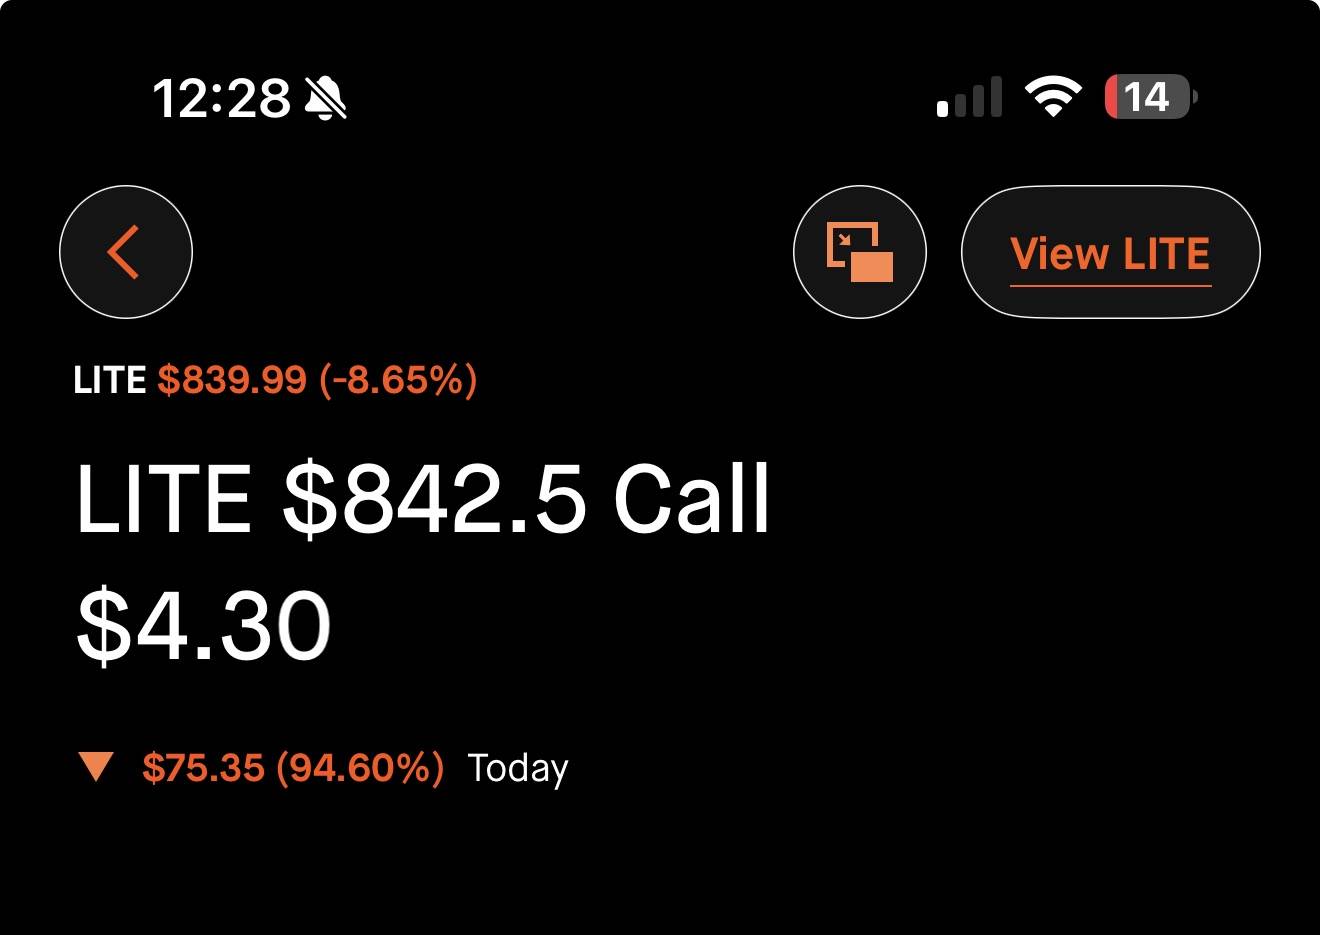 12:28
14
View LITE
LITE $839.99 (-8.65%)
LITE $842.5 Call
$4.30
▼ $75.35 (94.60%) Today